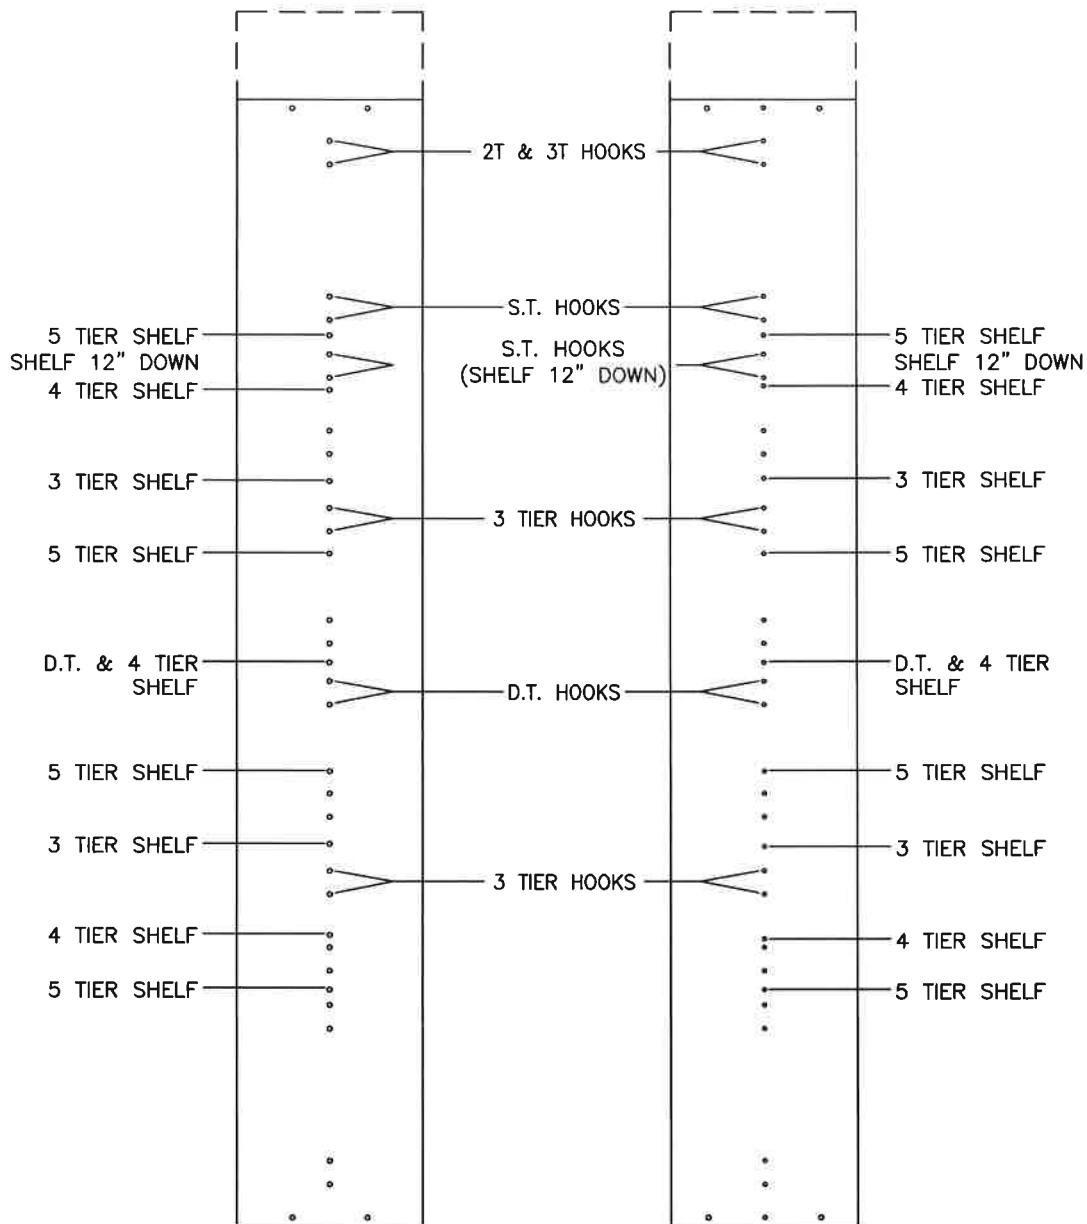 2T & 3T HOOKS
S.T. HOOKS
5 TIER SHELF
SHELF 12" DOWN
S.T. HOOKS
(SHELF 12" DOWN)
5 TIER SHELF
SHELF 12" DOWN
4 TIER SHELF
4 TIER SHELF
3 TIER SHELF
3 TIER SHELF
3 TIER HOOKS
5 TIER SHELF
5 TIER SHELF
D.T. & 4 TIER
SHELF
D.T. HOOKS
D.T. & 4 TIER
SHELF
5 TIER SHELF
5 TIER SHELF
3 TIER SHELF
3 TIER SHELF
3 TIER HOOKS
4 TIER SHELF
4 TIER SHELF
5 TIER SHELF
5 TIER SHELF